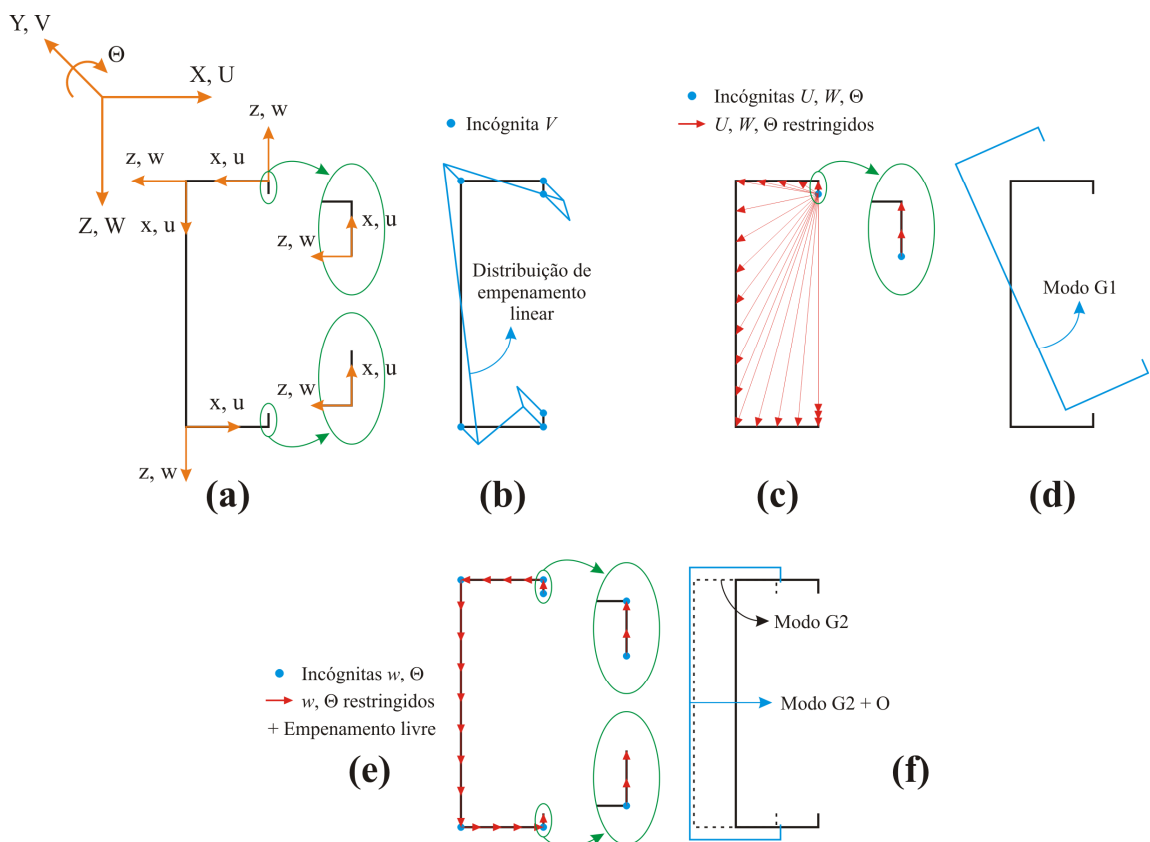 Y, V
Θ
X, U
Z, W
z, w
z, w
x, u
x, u
x, u
z, w
x, u
z, w
x, u
z, w
(a)
Incógnita V
Distribuição de
empenamento
linear
(b)
Incógnitas U, W, Θ
U, W, Θ restringidos
(c)
Modo G1
(d)
Incógnitas w, Θ
w, Θ restringidos
+ Empenamento livre
(e)
Modo G2
Modo G2 + O
(f)